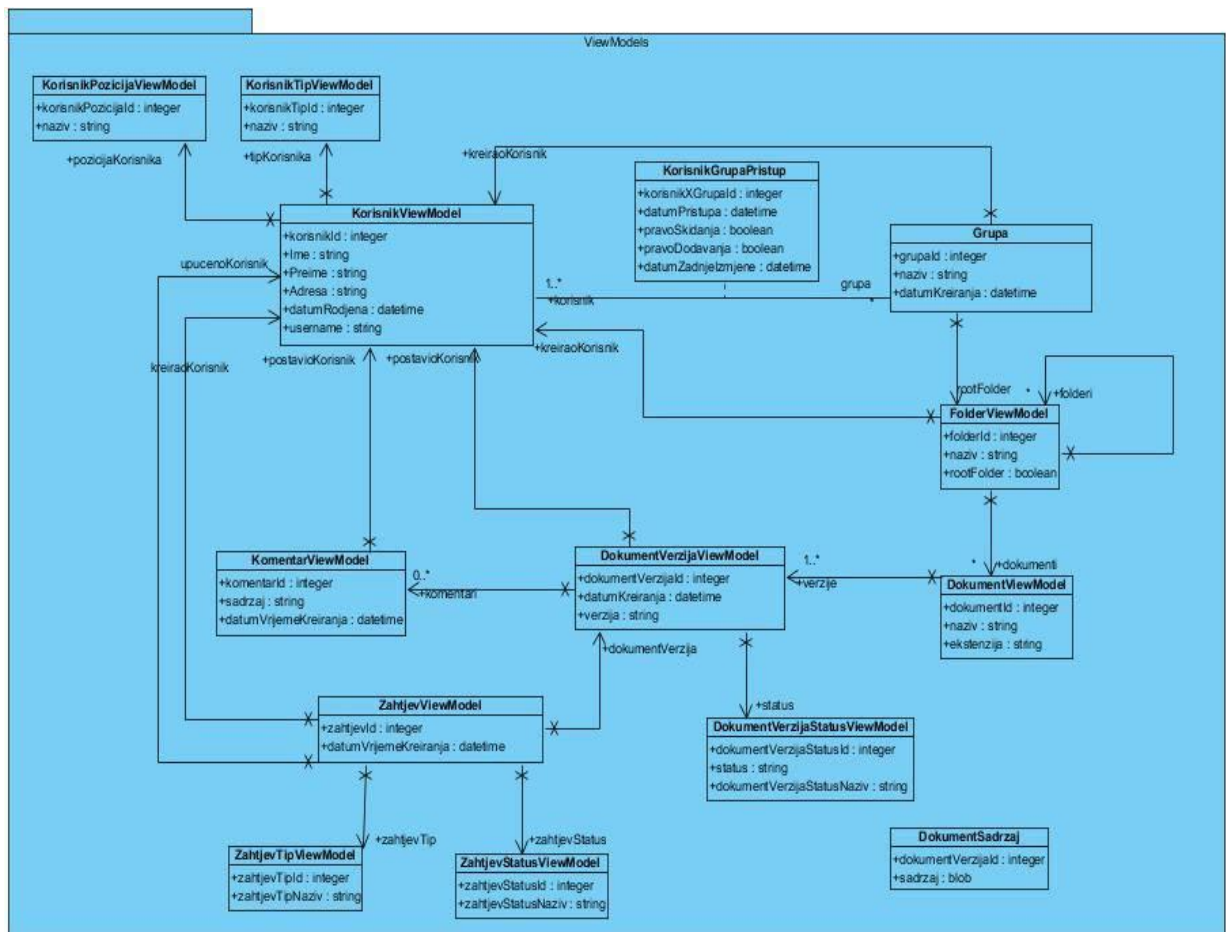 ViewModels
KorisnikPozicijaViewModel
+korisnikPozicijaId : integer
+naziv : string
KorisnikTipViewModel
+korisnikTipId : integer
+naziv : string
+pozicijaKorisnika
+tipKorisnika
+kreiraoKorisnik
KorisnikGrupaPristup
+korisnikXGrupaId : integer
+datumPristupa : datetime
+pravoSkidanja : boolean
+pravoDodavanja : boolean
+datumZadnjeIzmjene : datetime
KorisnikViewModel
+korisnikId : integer
+Ime : string
+Preime : string
+Adresa : string
+datumRodjena : datetime
+username : string
Grupa
+grupaId : integer
+naziv : string
+datumKreiranja : datetime
upucenoKorisnik
1..*
+korisnik
grupa
*
+kreiraoKorisnik
kreiraoKorisnik
+postavioKorisnik
+postavioKorisnik
rootFolder
*
+folderi
FolderViewModel
+folderId : integer
+naziv : string
+rootFolder : boolean
KomentarViewModel
+komentarId : integer
+sadrzaj : string
+datumVrijemeKreiranja : datetime
0..*
+komentari
DokumentVerzijaViewModel
+dokumentVerzijaId : integer
+datumKreiranja : datetime
+verzija : string
1..*
+verzije
*
+dokumenti
DokumentViewModel
+dokumentId : integer
+naziv : string
+ekstenzija : string
+dokumentVerzija
ZahtjevViewModel
+zahtjevId : integer
+datumVrijemeKreiranja : datetime
+status
DokumentVerzijaStatusViewModel
+dokumentVerzijaStatusId : integer
+status : string
+dokumentVerzijaStatusNaziv : string
+zahtjevTip
+zahtjevStatus
ZahtjevTipViewModel
+zahtjevTipId : integer
+zahtjevTipNaziv : string
ZahtjevStatusViewModel
+zahtjevStatusId : integer
+zahtjevStatusNaziv : string
DokumentSadrzaj
+dokumentVerzijaId : integer
+sadrzaj : blob